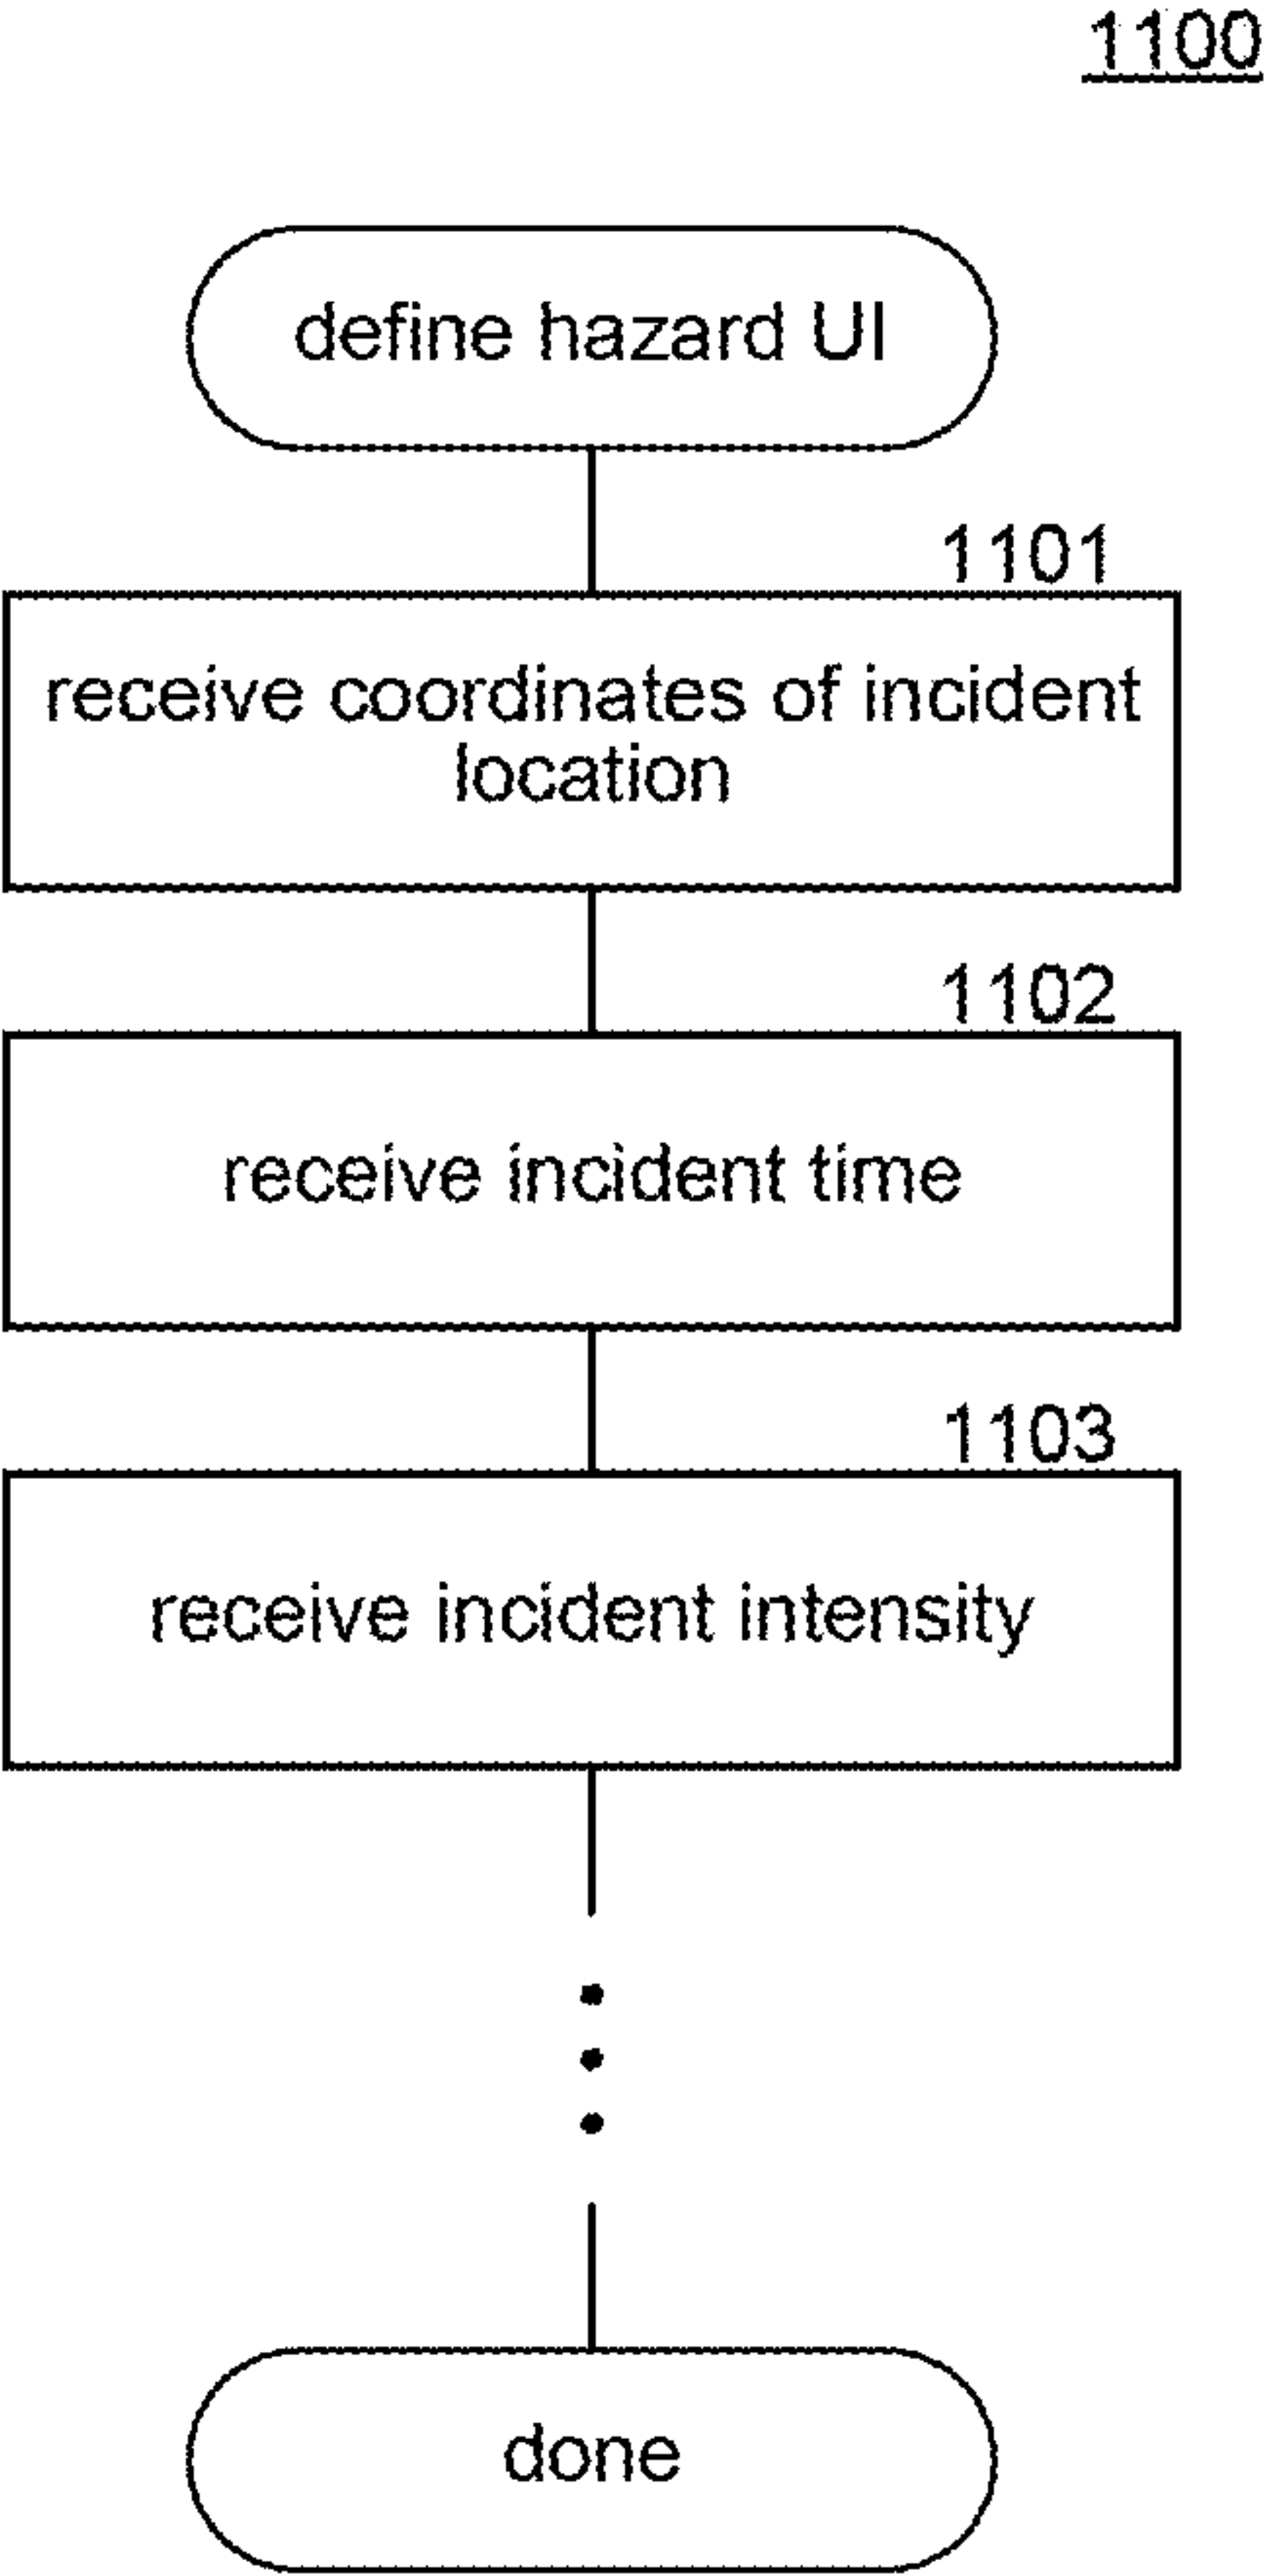 1100
define hazard UI
1101
receive coordinates of incident
location
1102
receive incident time
1103
receive incident intensity
done